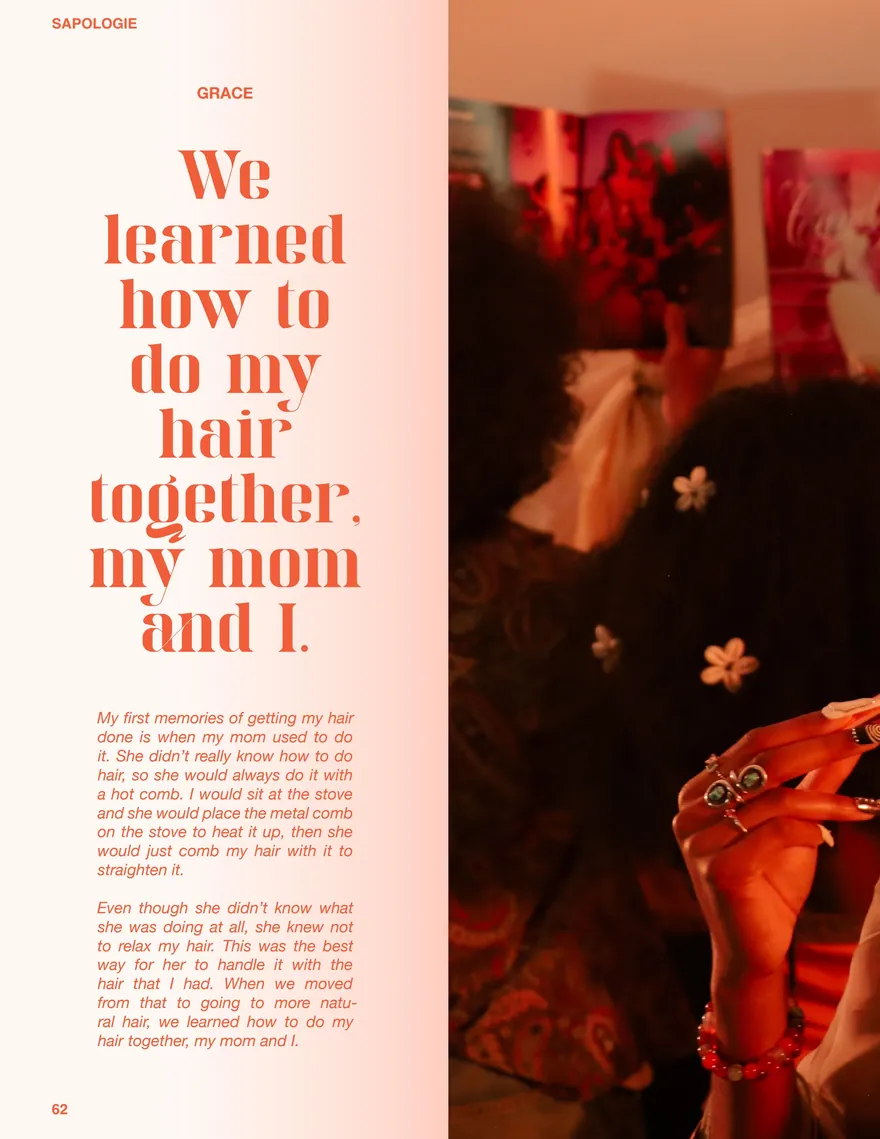 SAPOLOGIE
GRACE
We
learned
how to
do my
hair
together,
my mom
and I.
My first memories of getting my hair
done is when my mom used to do
it. She didn’t really know how to do
hair, so she would always do it with
a hot comb. I would sit at the stove
and she would place the metal comb
on the stove to heat it up, then she
would just comb my hair with it to
straighten it.
Even though she didn’t know what
she was doing at all, she knew not
to relax my hair. This was the best
way for her to handle it with the
hair that I had. When we moved
from that to going to more natu-
ral hair, we learned how to do my
hair together, my mom and I.
62